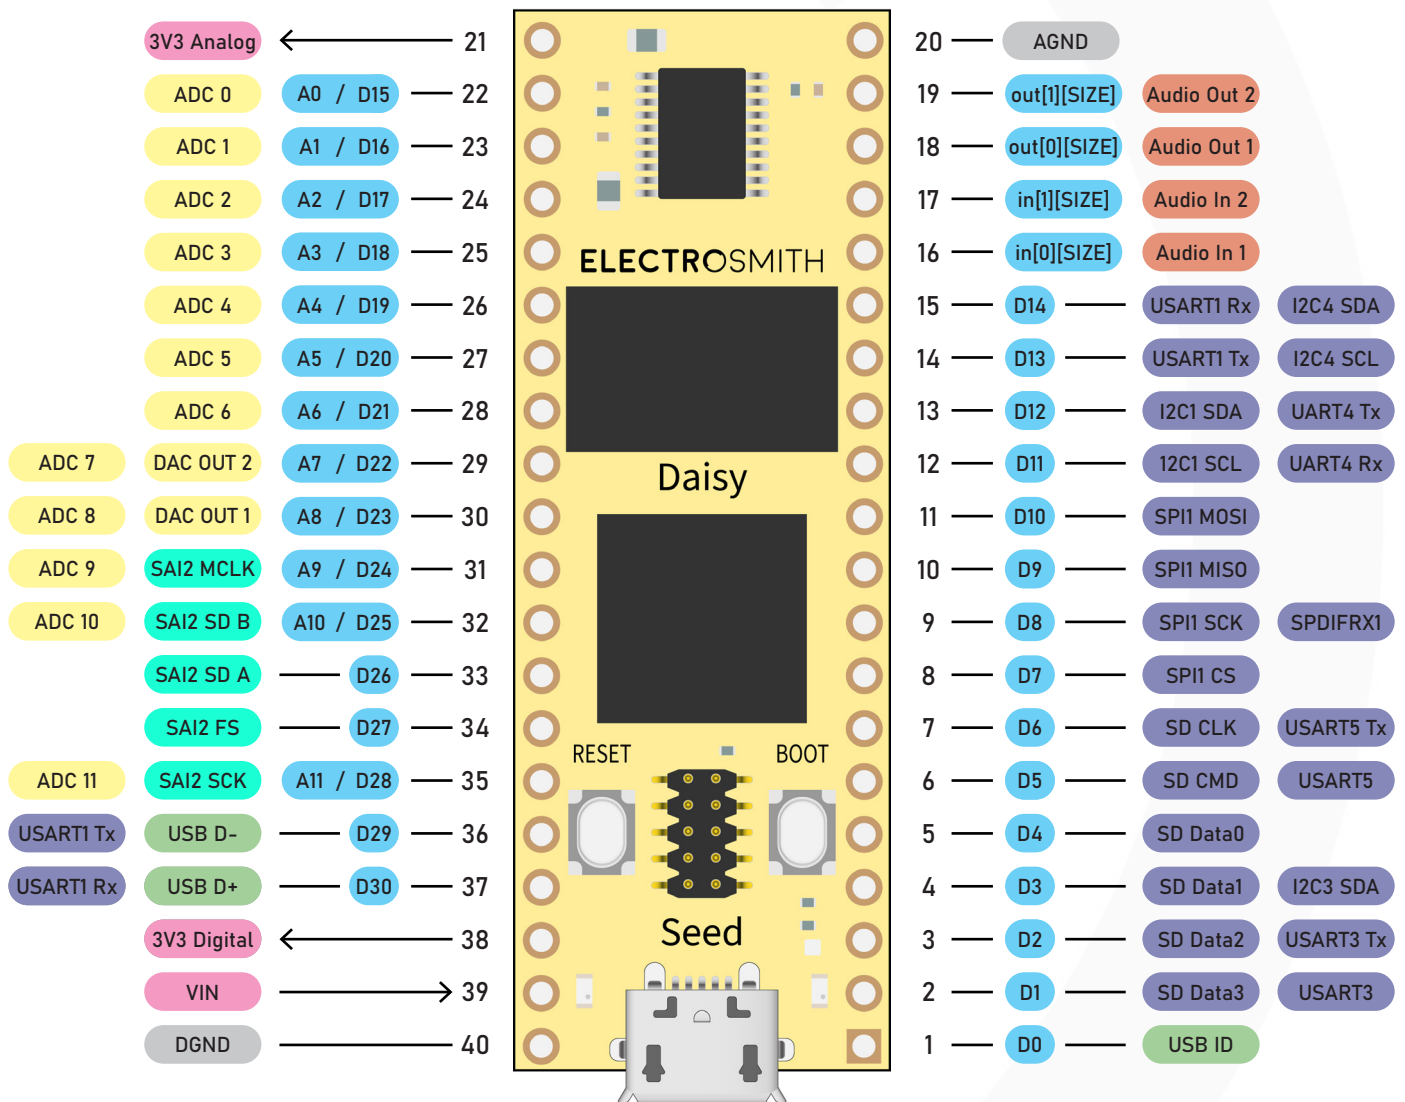 3V3 Analog 21 20 AGND
ADC 0 A0 / D15 22 19 out[1][SIZE] Audio Out 2
ADC 1 A1 / D16 23 18 out[0][SIZE] Audio Out 1
ADC 2 A2 / D17 24 17 in[1][SIZE] Audio In 2
ADC 3 A3 / D18 25 ELECTROSMITH 16 in[0][SIZE] Audio In 1
ADC 4 A4 / D19 26 15 D14 USART1 Rx I2C4 SDA
ADC 5 A5 / D20 27 14 D13 USART1 Tx I2C4 SCL
ADC 6 A6 / D21 28 13 D12 I2C1 SDA UART4 Tx
ADC 7 DAC OUT 2 A7 / D22 29 Daisy 12 D11 12C1 SCL UART4 Rx
ADC 8 DAC OUT 1 A8 / D23 30 11 D10 SPI1 MOSI
ADC 9 SAI2 MCLK A9 / D24 31 10 D9 SPI1 MISO
ADC 10 SAI2 SD B A10 / D25 32 9 D8 SPI1 SCK SPDIFRX1
SAI2 SD A D26 33 8 D7 SPI1 CS
SAI2 FS D27 34 7 D6 SD CLK USART5 Tx
RESET BOOT
ADC 11 SAI2 SCK A11 / D28 35 6 D5 SD CMD USART5
USART1 Tx USB D- D29 36 5 D4 SD Data0
USART1 Rx USB D+ D30 37 4 D3 SD Data1 I2C3 SDA
3V3 Digital 38 Seed 3 D2 SD Data2 USART3 Tx
VIN 39 2 D1 SD Data3 USART3
DGND 40 1 D0 USB ID